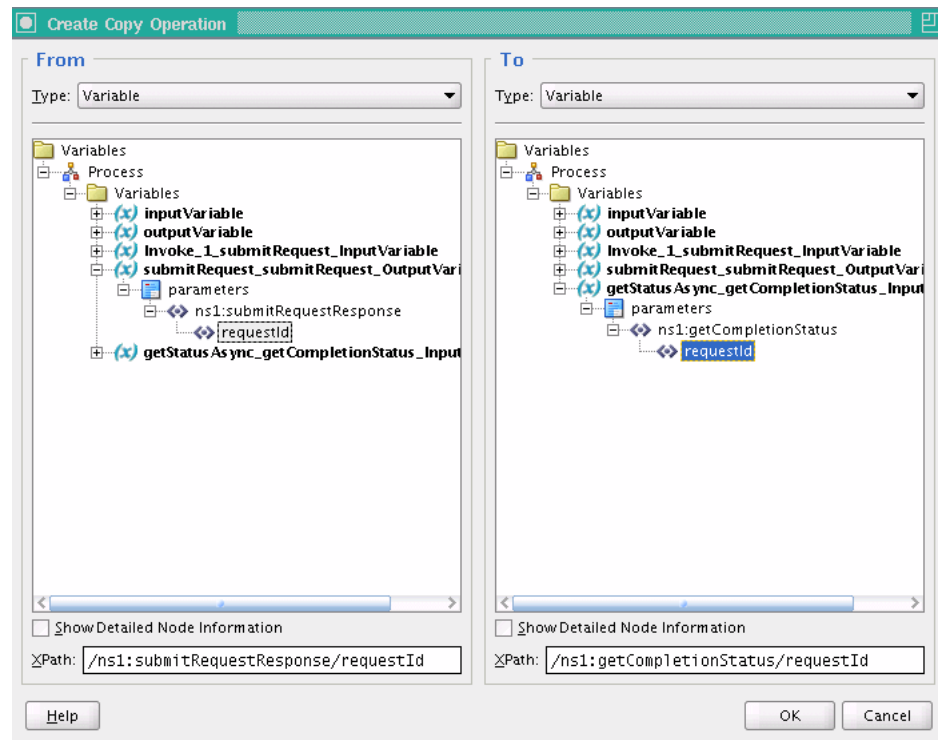 Create Copy Operation
From
Type: Variable
Variables
Process
Variables
(x) inputVariable
(x) outputVariable
(x) Invoke_1_submitRequest_InputVariable
(x) submitRequest_submitRequest_OutputVari
parameters
ns1:submitRequestResponse
requestId
(x) getStatusAsync_getCompletionStatus_Input
Show Detailed Node Information
XPath: /ns1:submitRequestResponse/requestId
To
Type: Variable
Variables
Process
Variables
(x) inputVariable
(x) outputVariable
(x) Invoke_1_submitRequest_InputVariable
(x) submitRequest_submitRequest_OutputVari
(x) getStatusAsync_getCompletionStatus_Input
parameters
ns1:getCompletionStatus
requestId
Show Detailed Node Information
XPath: /ns1:getCompletionStatus/requestId
Help
OK
Cancel